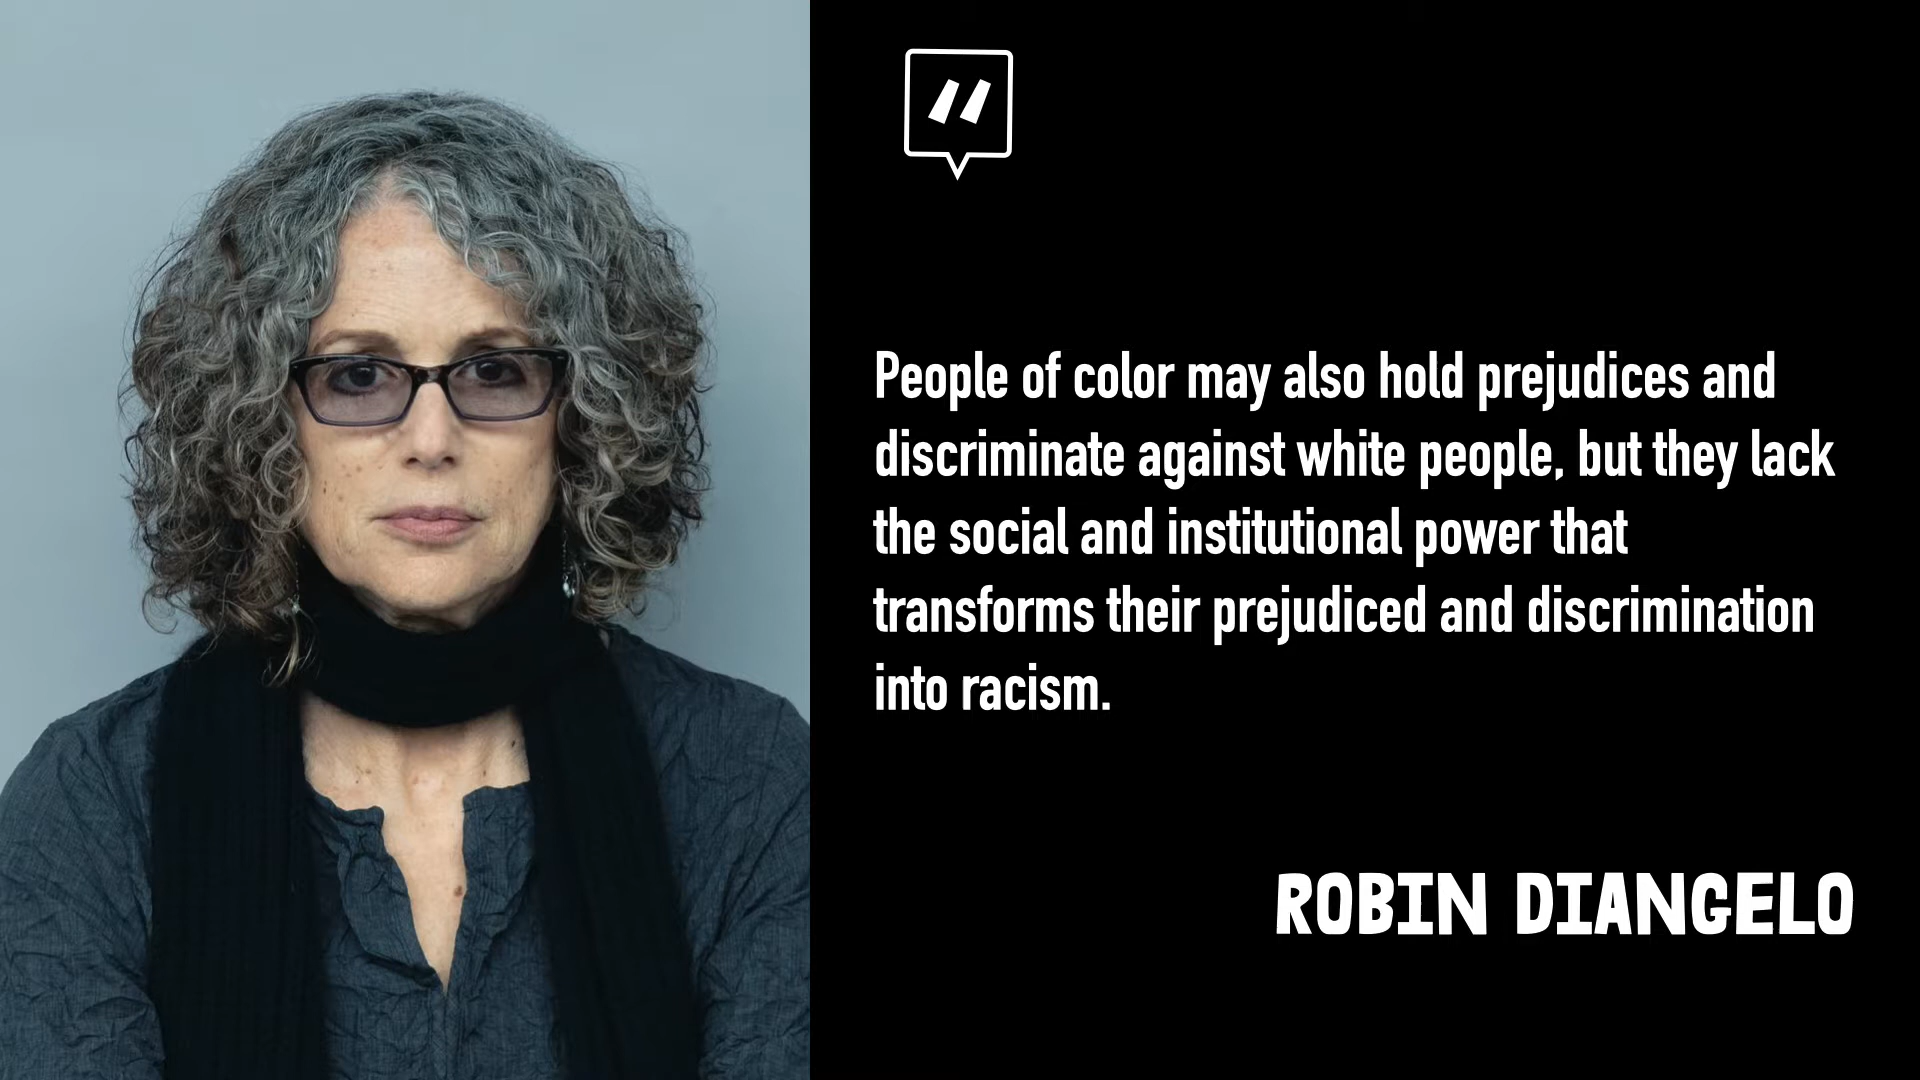 People of color may also hold prejudices and
discriminate against white people, but they lack
the social and institutional power that
transforms their prejudiced and discrimination
into racism.
ROBIN DIANGELO